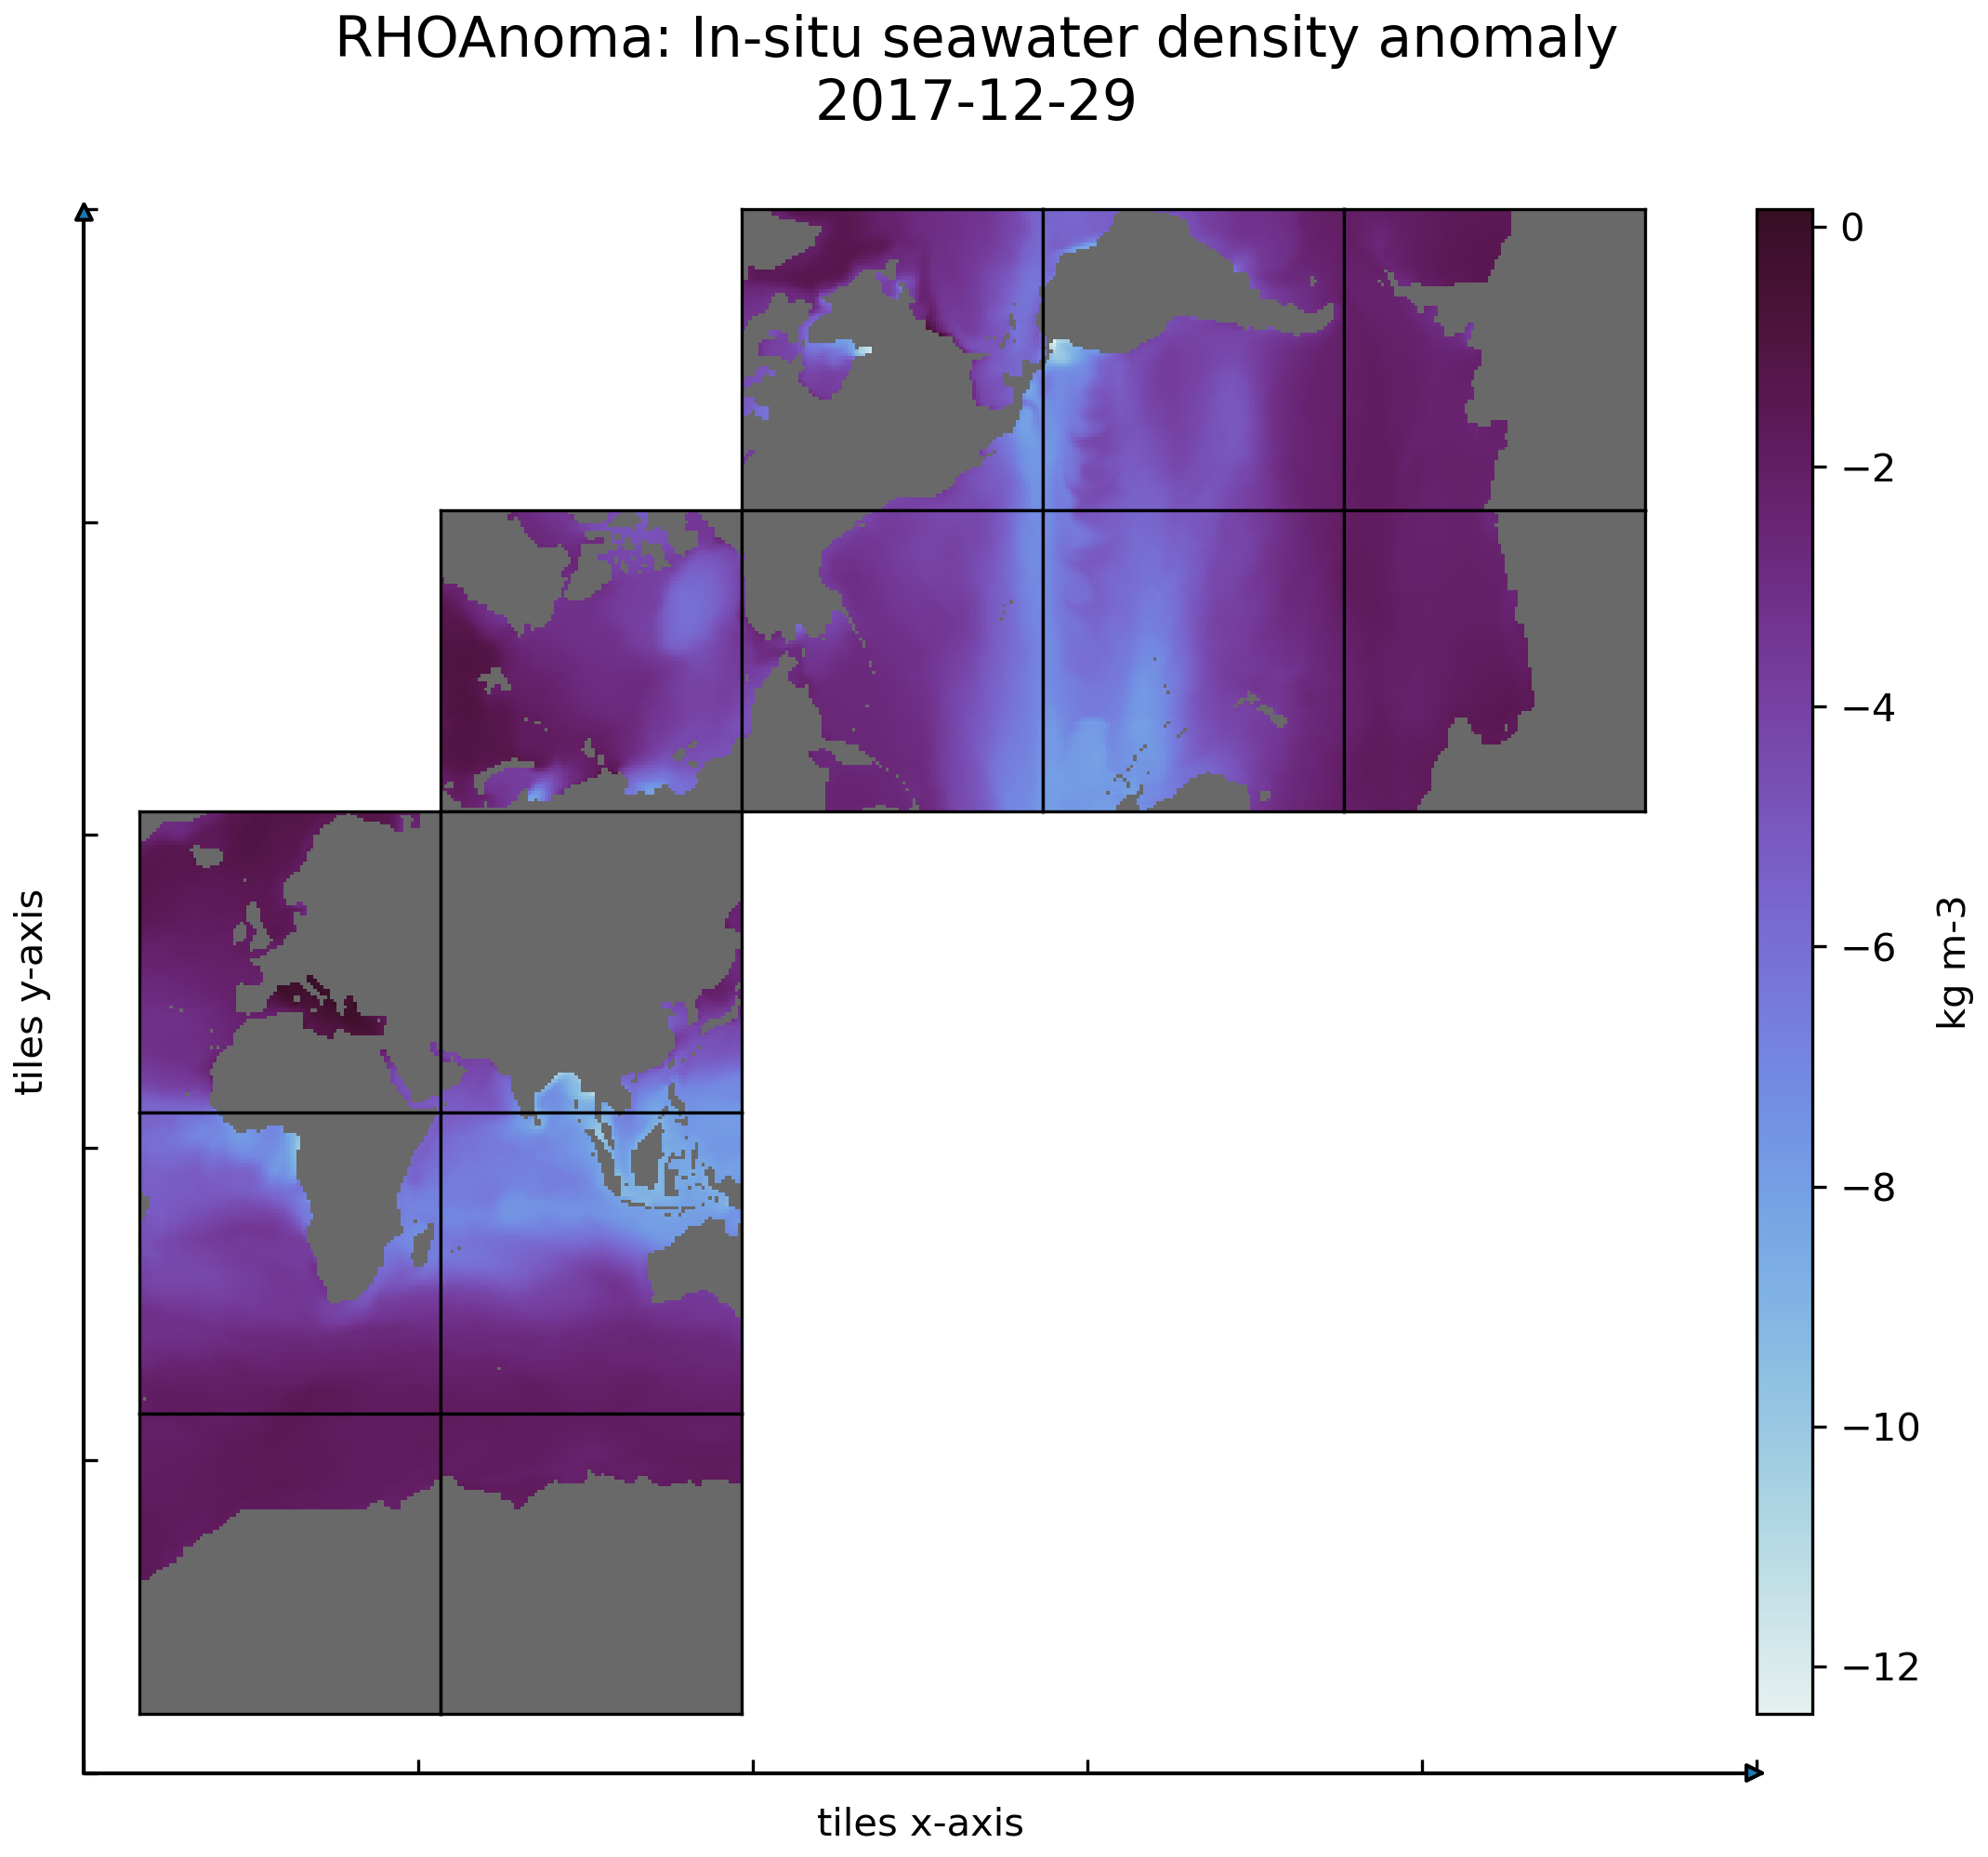 RHOAnoma: In-situ seawater density anomaly
2017-12-29
0
−2
−4
−6
−8
−10
−12
kg m-3
tiles y-axis
tiles x-axis